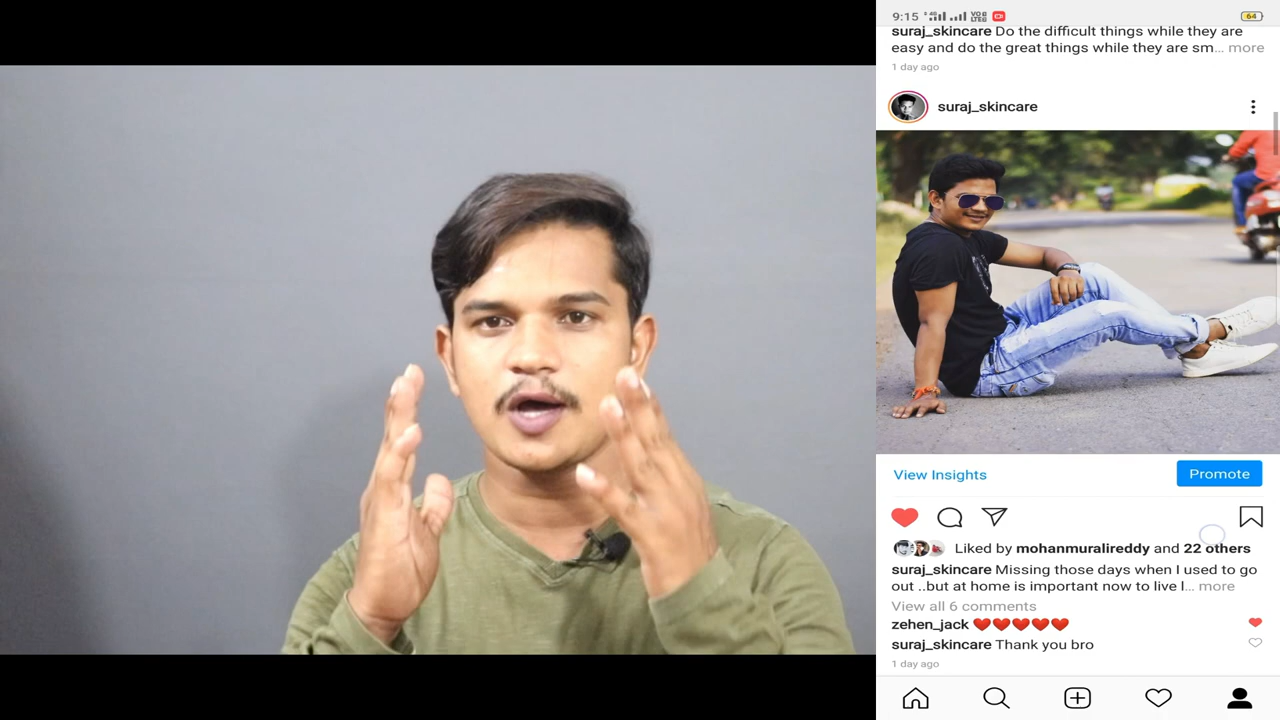 9:15
64
suraj_skincare Do the difficult things while they are
easy and do the great things while they are sm... more
1 day ago
suraj_skincare
View Insights
Promote
Liked by mohanmuralireddy and 22 others
suraj_skincare Missing those days when I used to go
out ..but at home is important now to live l... more
View all 6 comments
zehen_jack ❤️❤️❤️❤️❤️
suraj_skincare Thank you bro
1 day ago